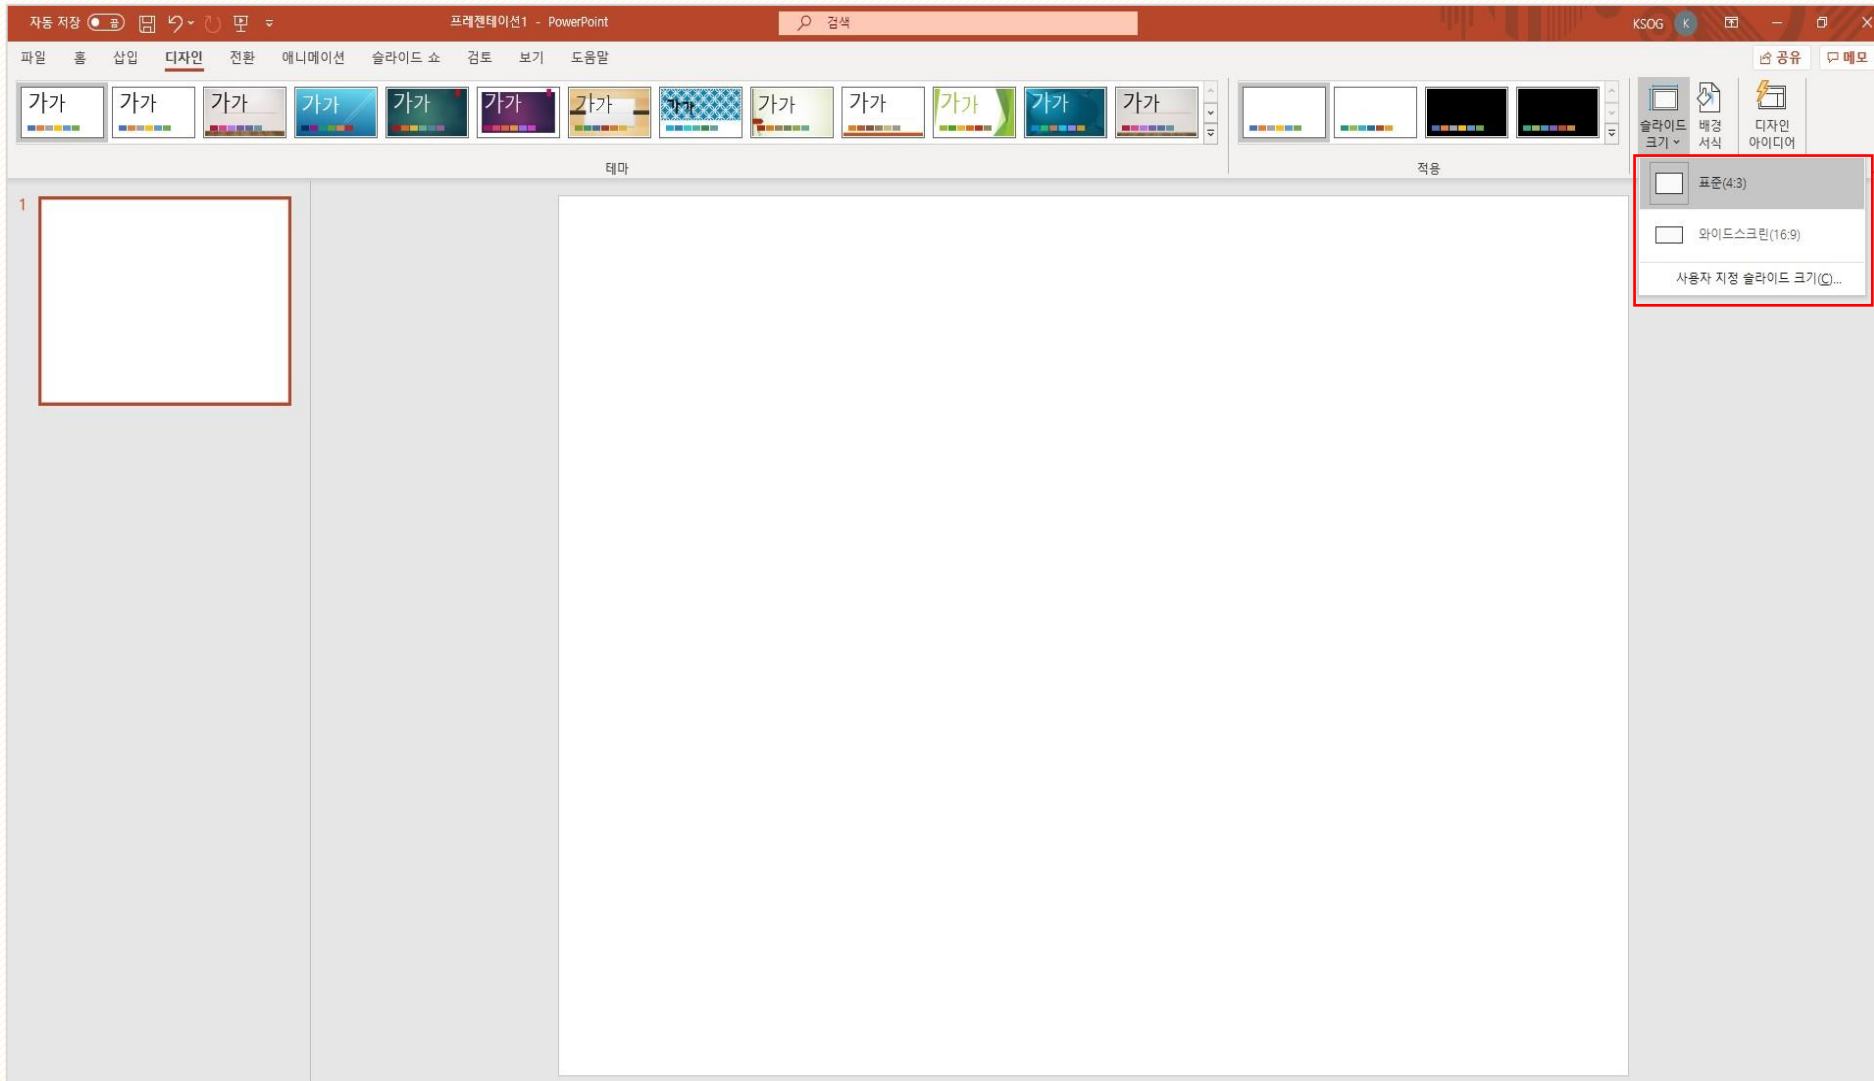 자동 저장 끔
프레젠테이션1 - PowerPoint
검색
KSOG K
파일 홈 삽입 디자인 전환 애니메이션 슬라이드 쇼 검토 보기 도움말
공유 메모
가가 가가 가가 가가 가가 가가 가가 가가 가가 가가 가가 가가 가가
슬라이드 크기
배경 서식
디자인 아이디어
테마
적용
표준(4:3)
와이드스크린(16:9)
사용자 지정 슬라이드 크기(C)...
1